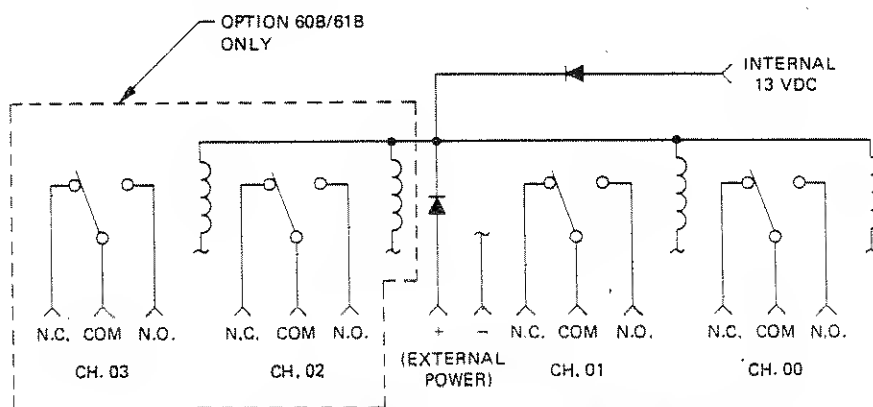 OPTION 60B/61B
ONLY
INTERNAL
13 VDC
N.C. COM N.O.
CH. 03
N.C. COM N.O.
CH. 02
+ −
(EXTERNAL
POWER)
N.C. COM N.O.
CH. 01
N.C. COM N.O.
CH. 00